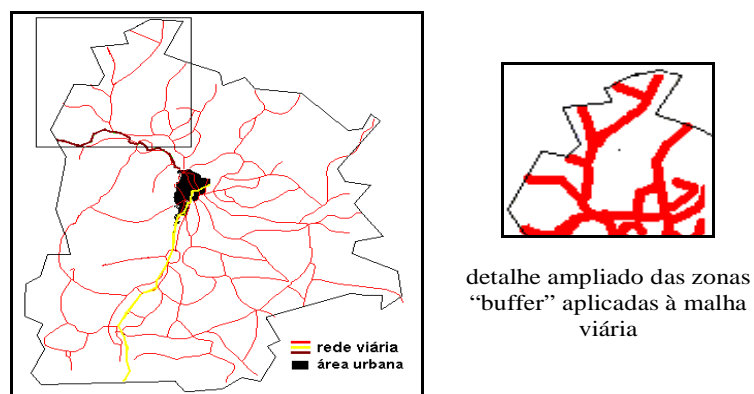 rede viária
área urbana
detalhe ampliado das zonas
“buffer” aplicadas à malha
viária